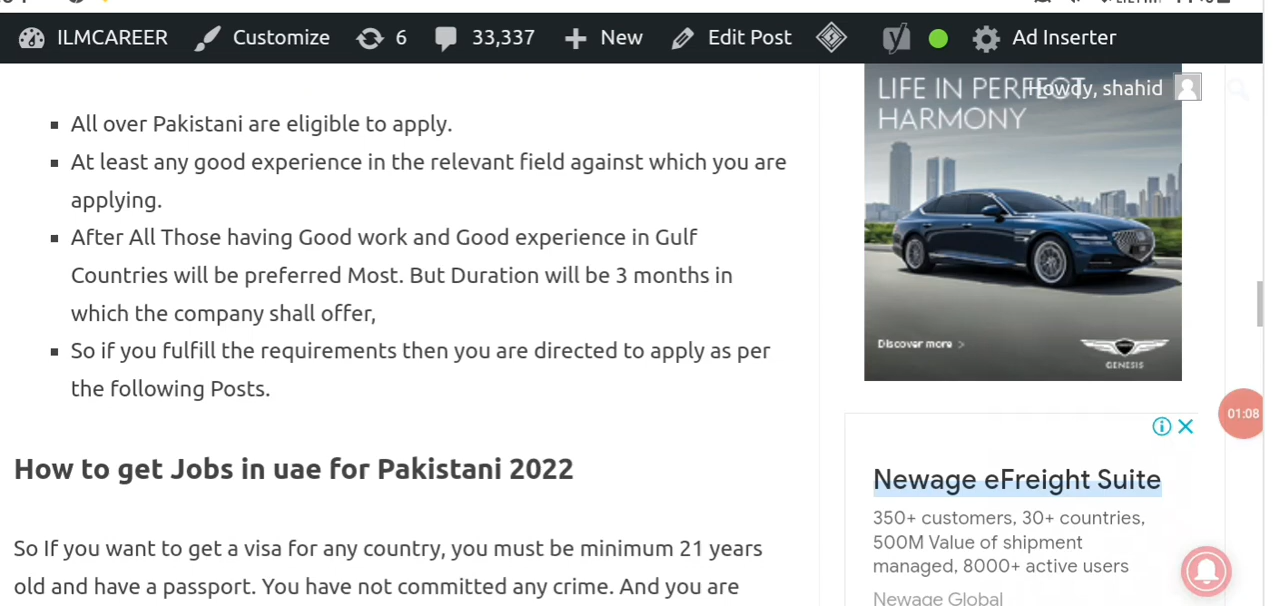 ILMCAREER Customize 6 33,337 New Edit Post Ad Inserter
Howdy, shahid
All over Pakistani are eligible to apply.
At least any good experience in the relevant field against which you are
applying.
After All Those having Good work and Good experience in Gulf
Countries will be preferred Most. But Duration will be 3 months in
which the company shall offer,
So if you fulfill the requirements then you are directed to apply as per
the following Posts.
How to get Jobs in uae for Pakistani 2022
So If you want to get a visa for any country, you must be minimum 21 years
old and have a passport. You have not committed any crime. And you are
LIFE IN PERFECT
HARMONY
Discover more >
GENESIS
01:08
Newage eFreight Suite
350+ customers, 30+ countries,
500M Value of shipment
managed, 8000+ active users
Newage Global